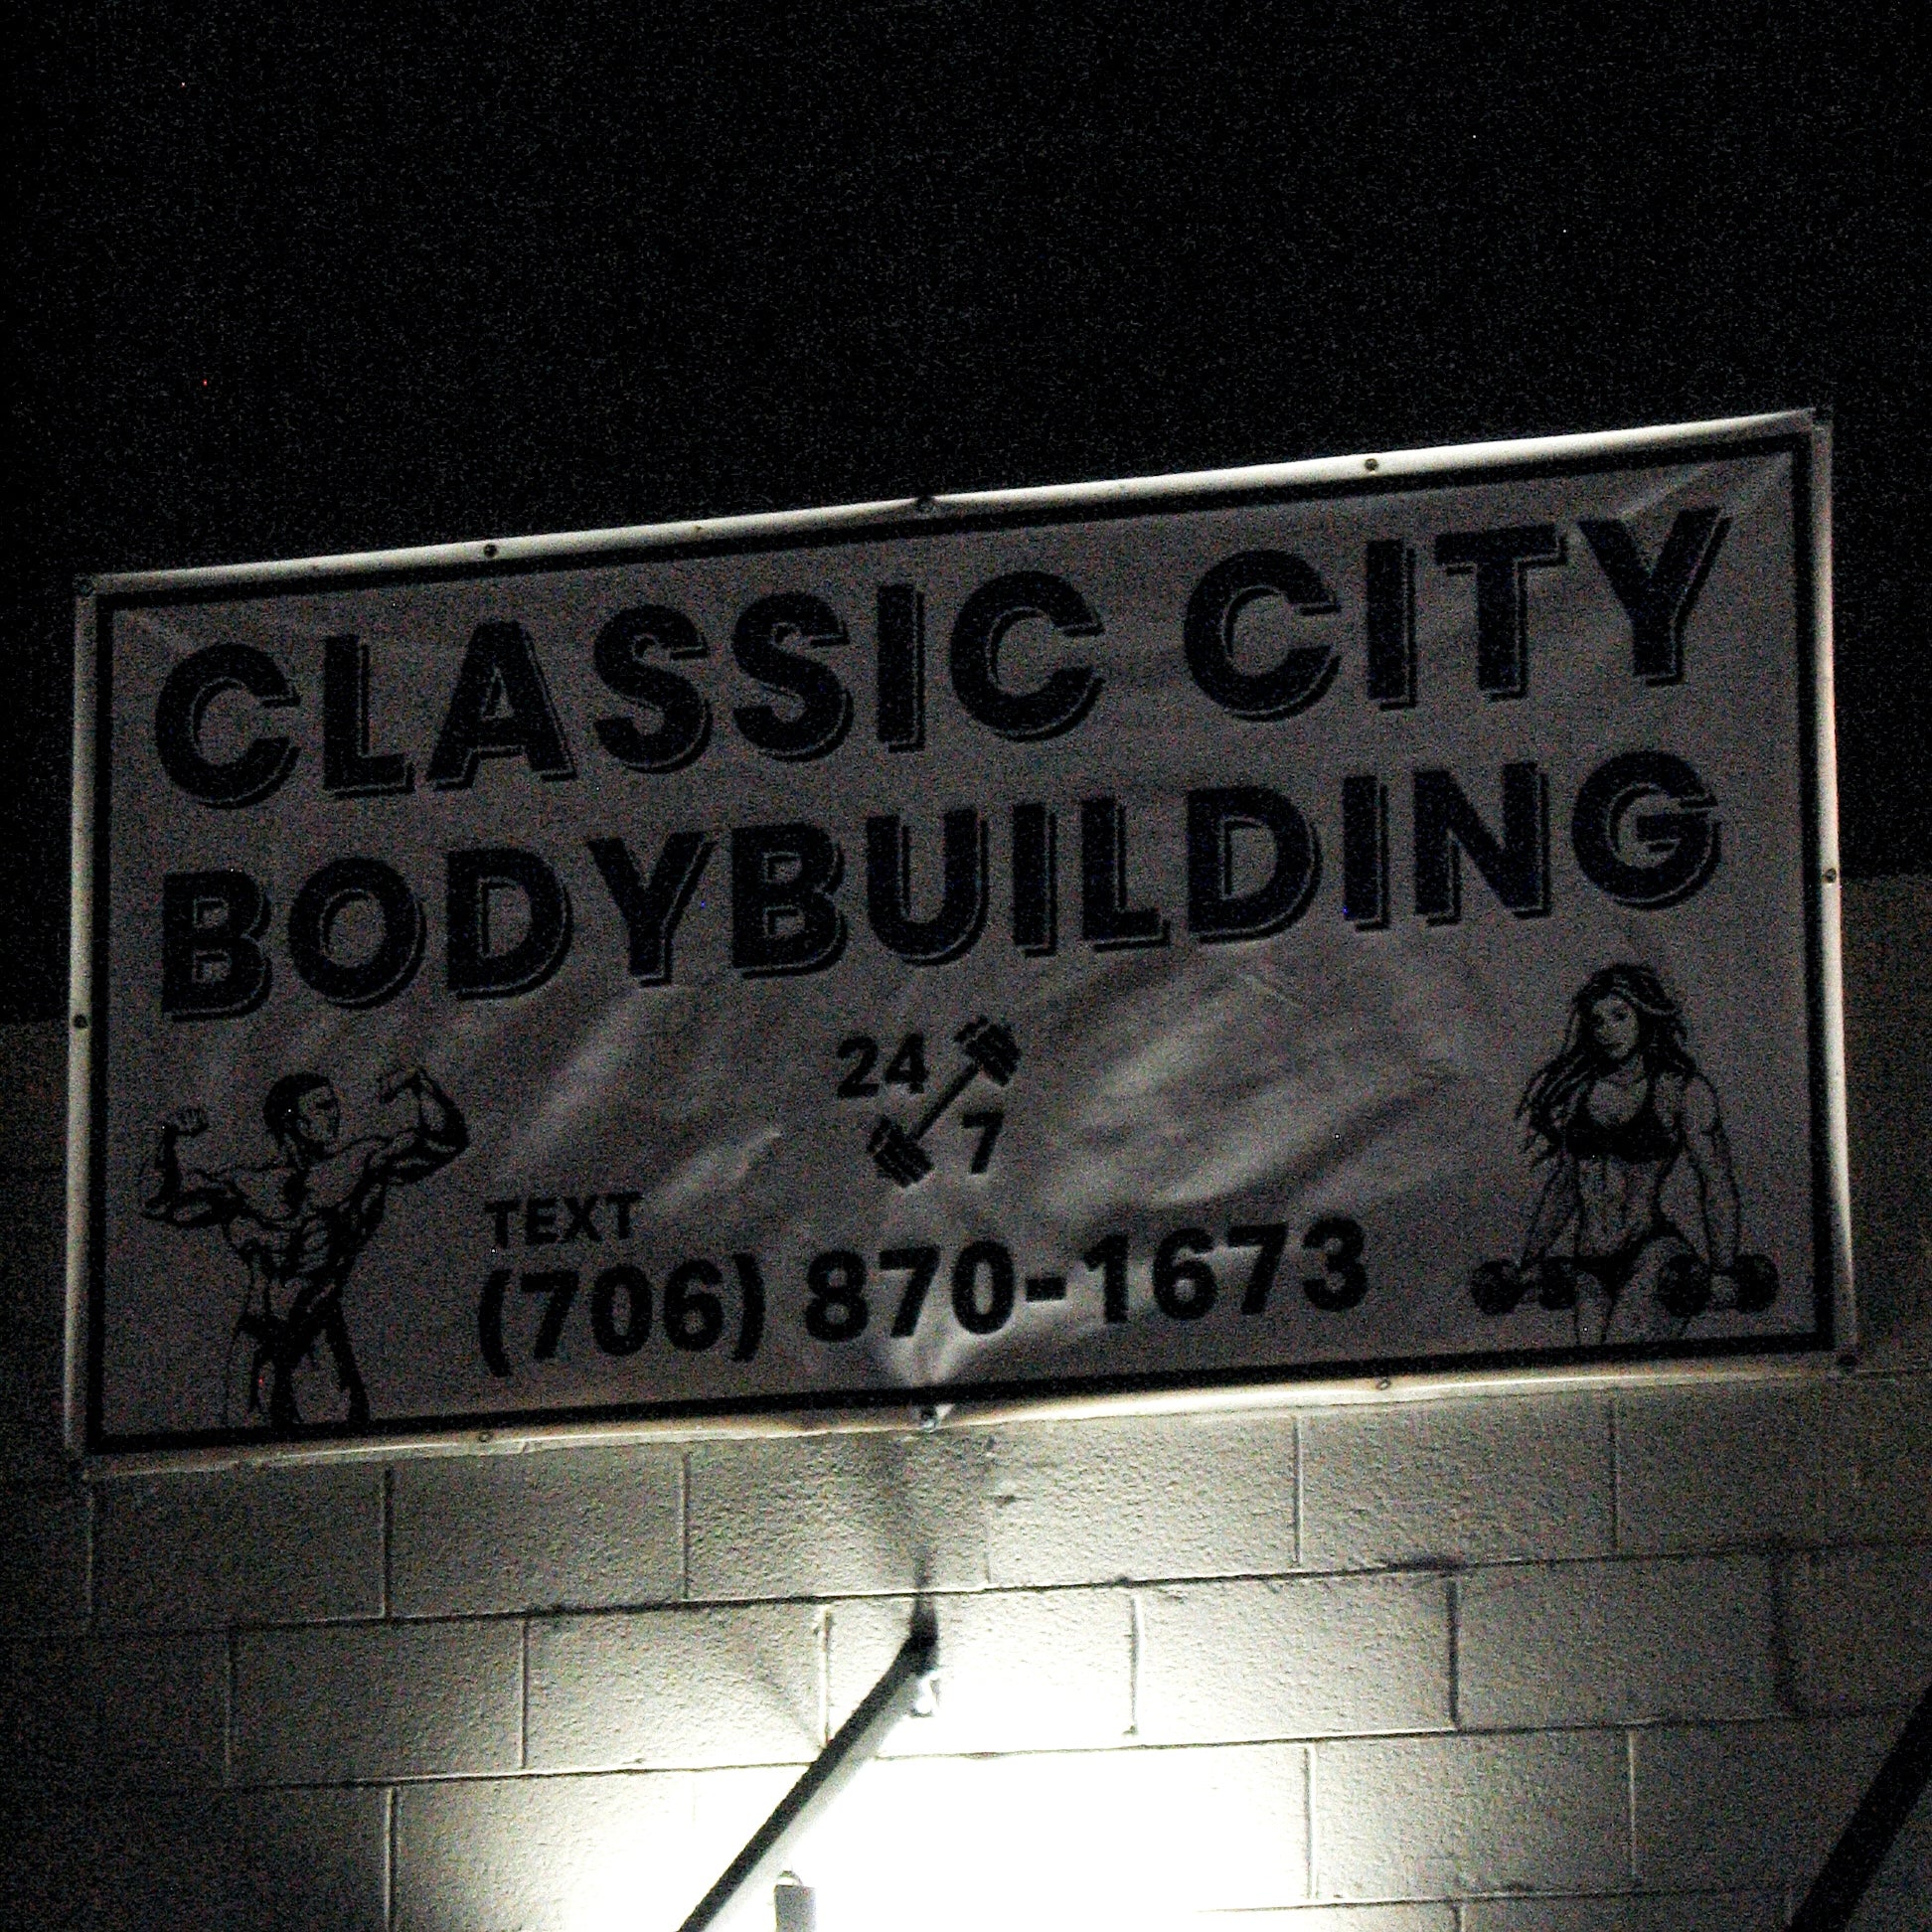 CLASSIC CITY
BODYBUILDING
24
7
TEXT
(706) 870-1673